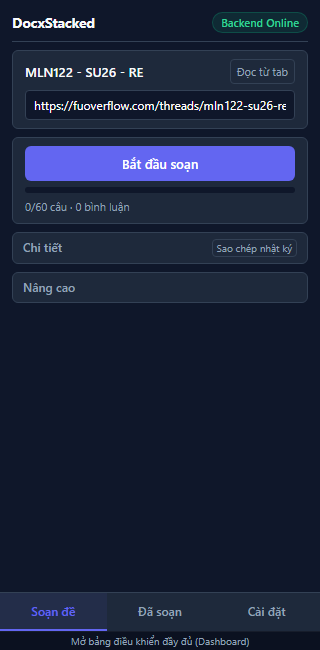 DocxStacked
Backend Online
MLN122 - SU26 - RE
Đọc từ tab
https://fuoverflow.com/threads/mln122-su26-re
Bắt đầu soạn
0/60 câu · 0 bình luận
Chi tiết
Sao chép nhật ký
Nâng cao
Soạn đề
Đã soạn
Cài đặt
Mở bảng điều khiển đầy đủ (Dashboard)